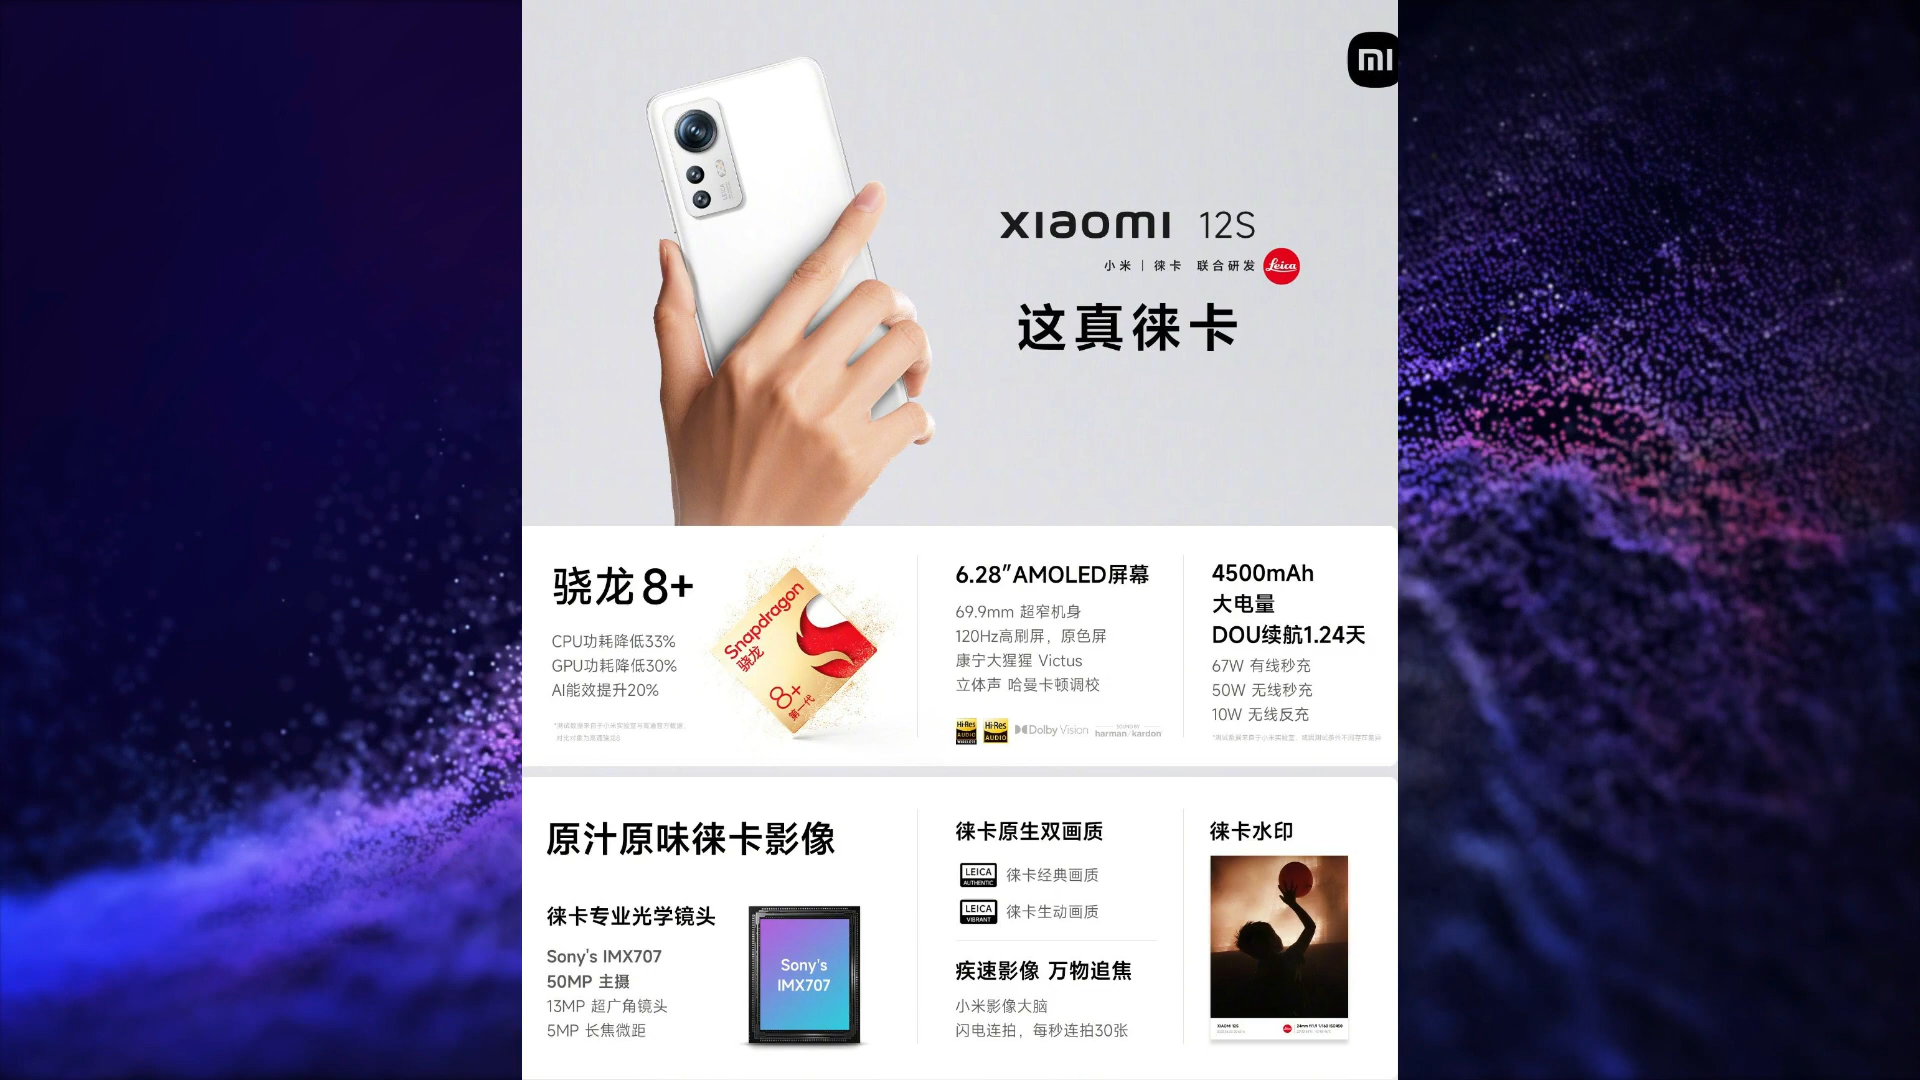 mi
xiaomi 12S
小米 | 徕卡 联合研发
Leica
这真徕卡
骁龙8+
CPU功耗降低33%
GPU功耗降低30%
AI能效提升20%
Snapdragon
骁龙
8+
第一代
6.28”AMOLED屏幕
69.9mm 超窄机身
120Hz高刷屏，原色屏
康宁大猩猩 Victus
立体声 哈曼卡顿调校
Hi-Res AUDIO WIRELESS
Hi-Res AUDIO
Dolby Vision
SOUND BY
harman/kardon
4500mAh
大电量
DOU续航1.24天
67W 有线秒充
50W 无线秒充
10W 无线反充
原汁原味徕卡影像
徕卡专业光学镜头
Sony's IMX707
50MP 主摄
13MP 超广角镜头
5MP 长焦微距
Sony's
IMX707
徕卡原生双画质
LEICA AUTHENTIC 徕卡经典画质
LEICA VIBRANT 徕卡生动画质
疾速影像 万物追焦
小米影像大脑
闪电连拍，每秒连拍30张
徕卡水印
XIAOMI 12S